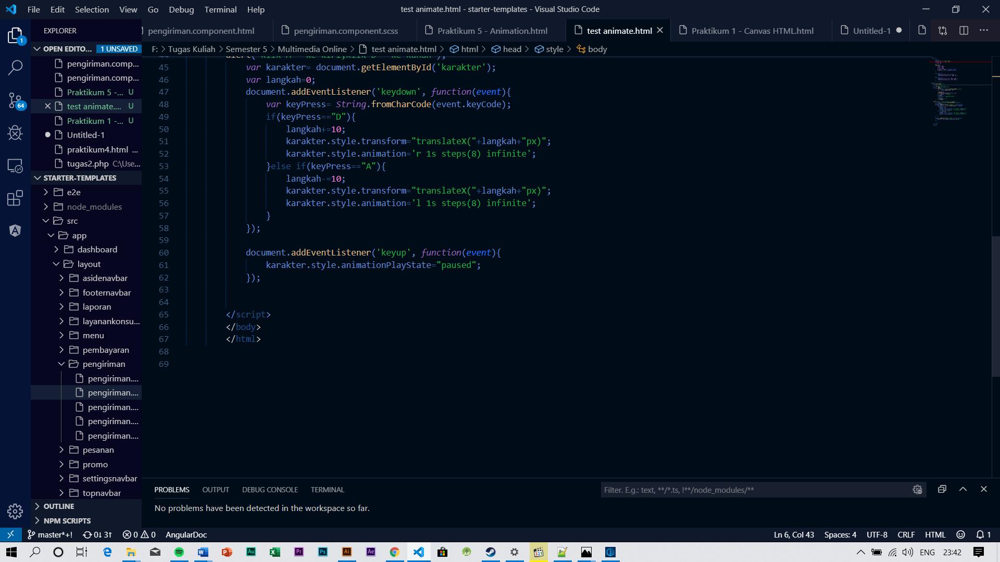 File Edit Selection View Go Debug Terminal Help
test animate.html - starter-templates - Visual Studio Code
EXPLORER
pengiriman.component.html
pengiriman.component.scss
Praktikum 5 - Animation.html
test animate.html
Praktikum 1 - Canvas HTML.html
Untitled-1
F: > Tugas Kuliah > Semester 5 > Multimedia Online > test animate.html > html > head > style > body
1
64
OPEN EDITO... 1 UNSAVED
pengiriman.comp...
pengiriman.comp...
Praktikum 5 -... U
test animate.... U
Praktikum 1 -... U
Untitled-1
praktikum4.html ...
tugas2.php C:\Use...
STARTER-TEMPLATES
e2e
node_modules
src
app
dashboard
layout
asidenavbar
footernavbar
laporan
layanankonsu...
menu
pembayaran
pengiriman
pengiriman....
pengiriman....
pengiriman....
pengiriman....
pengiriman....
pesanan
promo
settingsnavbar
topnavbar
OUTLINE
NPM SCRIPTS
45 var karakter= document.getElementById('karakter');
46 var langkah=0;
47 document.addEventListener('keydown', function(event){
48 var keyPress= String.fromCharCode(event.keyCode);
49 if(keyPress=="D"){
50 langkah+=10;
51 karakter.style.transform="translateX("+langkah+"px)";
52 karakter.style.animation='r 1s steps(8) infinite';
53 }else if(keyPress=="A"){
54 langkah-=10;
55 karakter.style.transform="translateX("+langkah+"px)";
56 karakter.style.animation='l 1s steps(8) infinite';
57 }
58 });
59
60 document.addEventListener('keyup', function(event){
61 karakter.style.animationPlayState="paused";
62 });
63
64
65 </script>
66 </body>
67 </html>
68
69
PROBLEMS OUTPUT DEBUG CONSOLE TERMINAL
Filter. E.g.: text, **/*.ts, !**/node_modules/**
No problems have been detected in the workspace so far.
master*+! 0↓ 3↑ 0 0 AngularDoc
Ln 6, Col 43 Spaces: 4 UTF-8 CRLF HTML 1
ENG 23:42